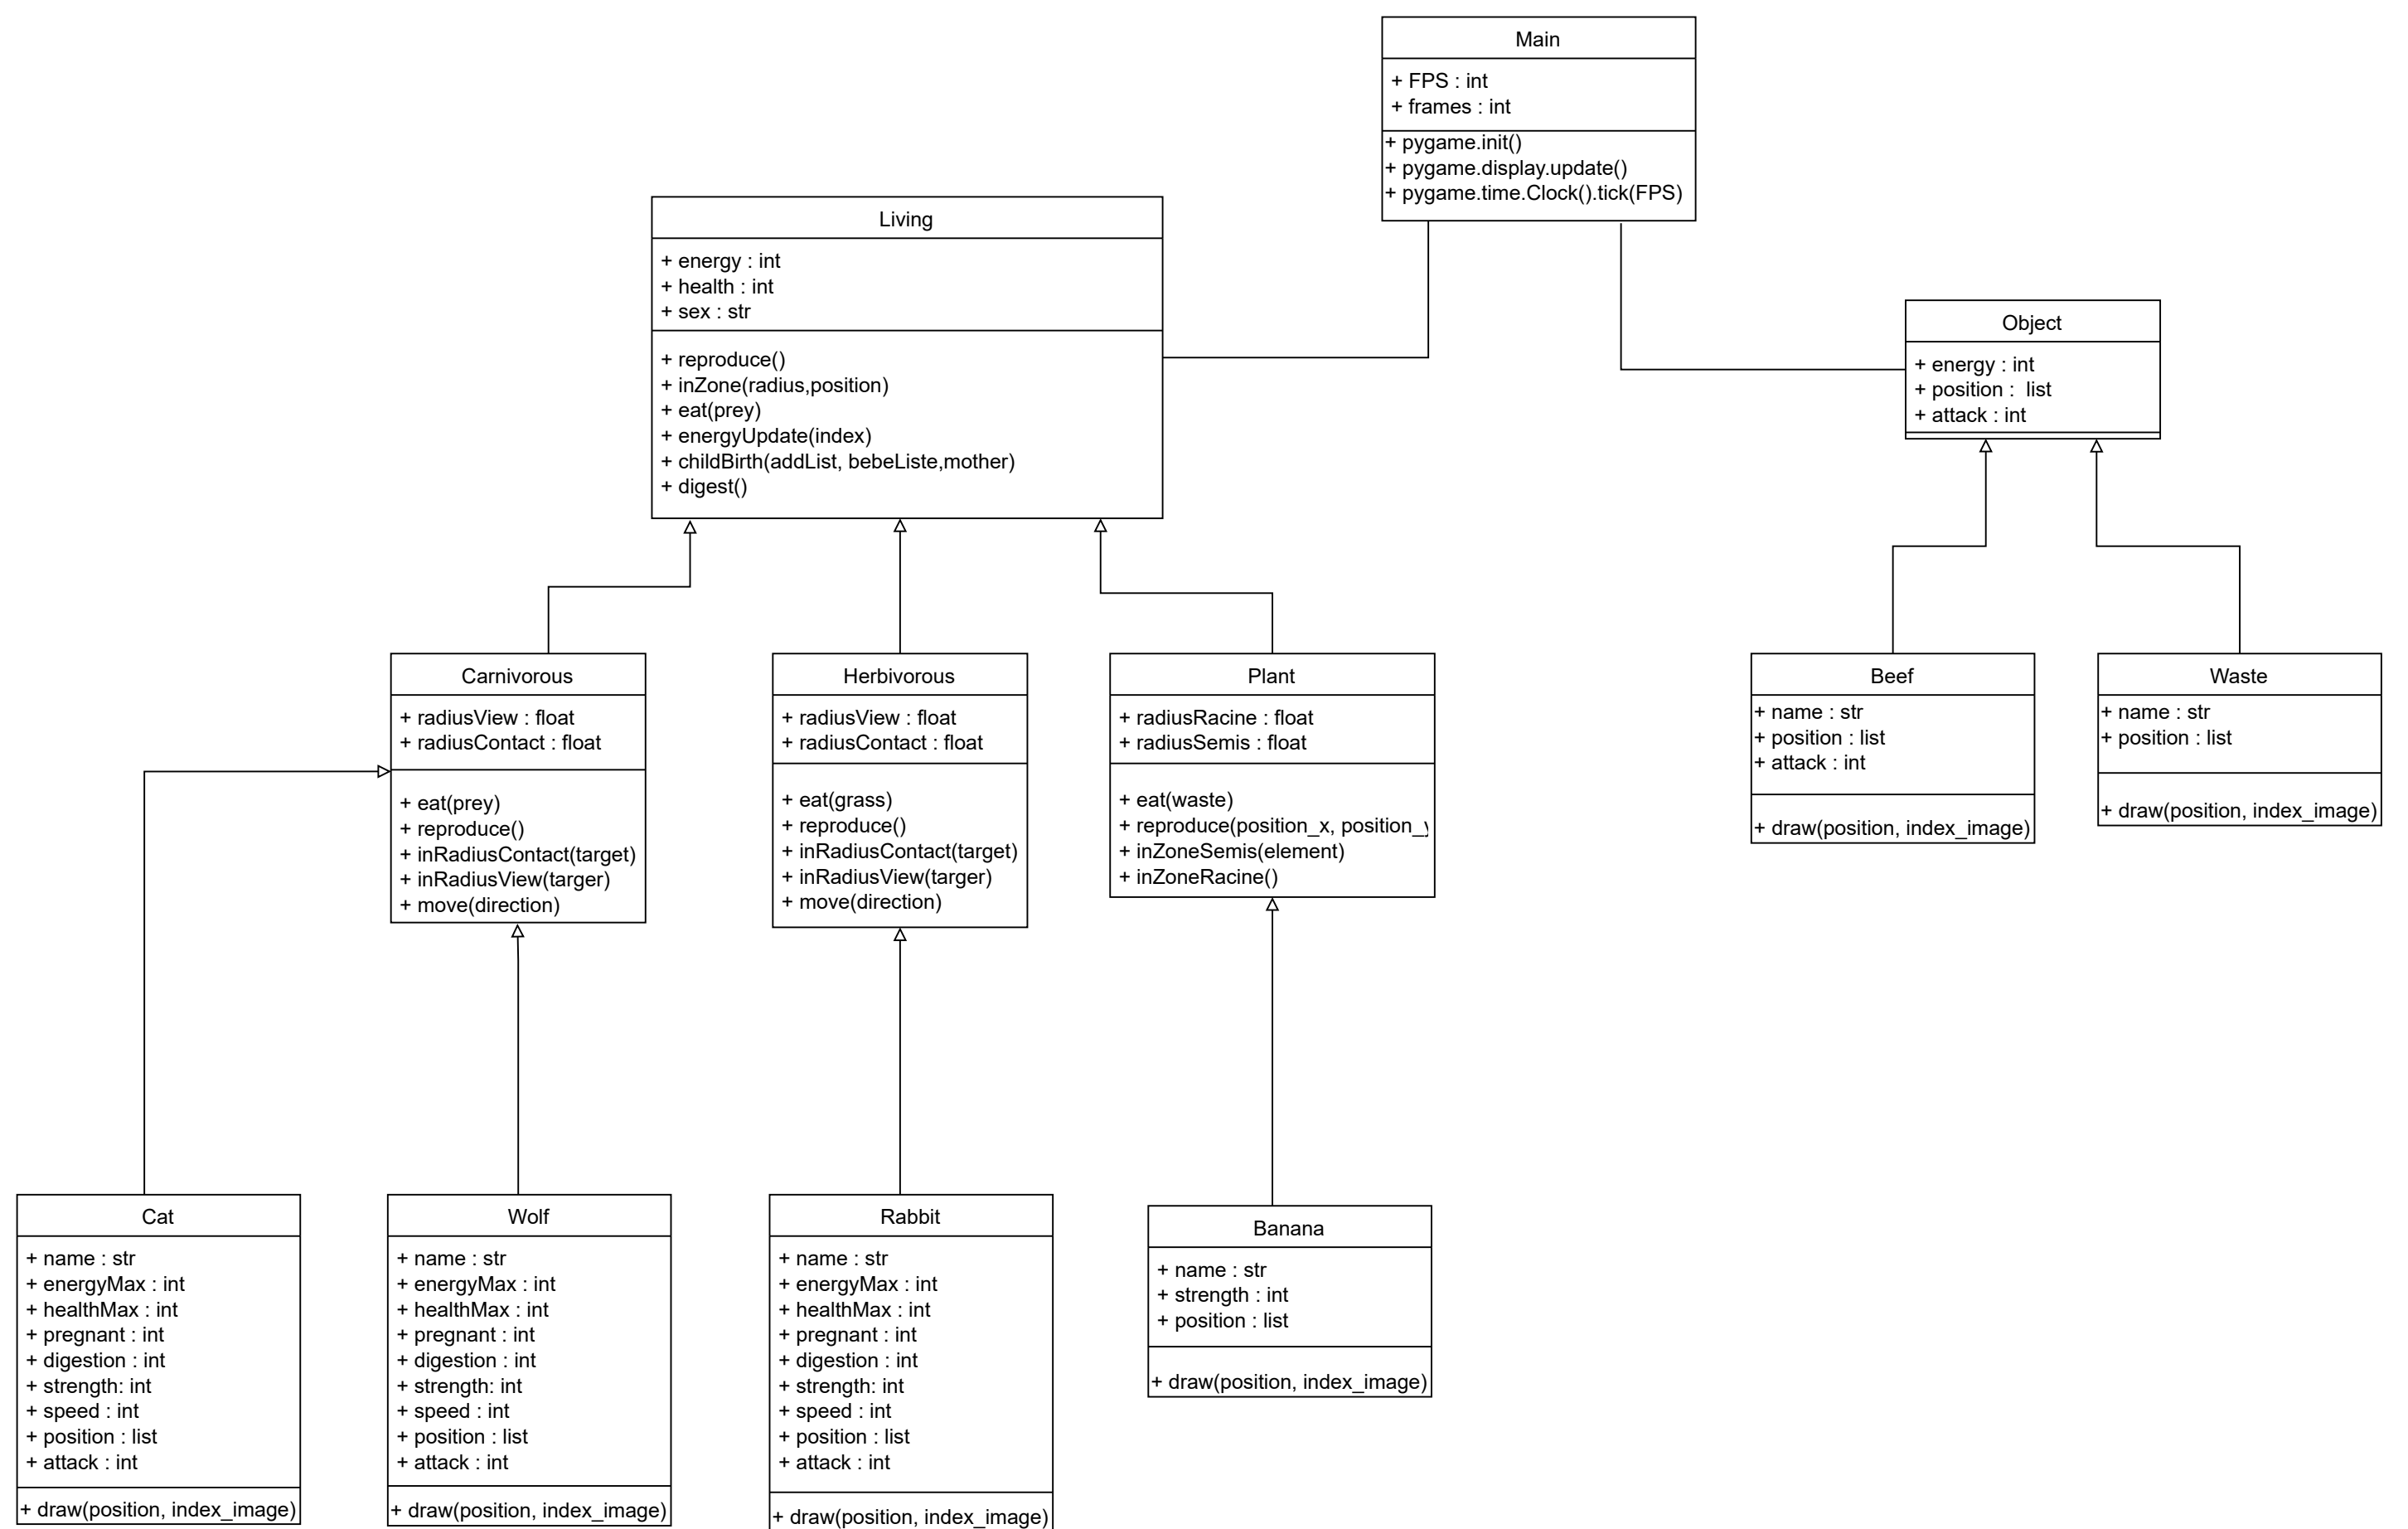 Main
+ FPS : int
+ frames : int
+ pygame.init()
+ pygame.display.update()
+ pygame.time.Clock().tick(FPS)
Living
+ energy : int
+ health : int
+ sex : str
+ reproduce()
+ inZone(radius,position)
+ eat(prey)
+ energyUpdate(index)
+ childBirth(addList, bebeListe,mother)
+ digest()
Object
+ energy : int
+ position :  list
+ attack : int
Carnivorous
+ radiusView : float
+ radiusContact : float
+ eat(prey)
+ reproduce()
+ inRadiusContact(target)
+ inRadiusView(targer)
+ move(direction)
Herbivorous
+ radiusView : float
+ radiusContact : float
+ eat(grass)
+ reproduce()
+ inRadiusContact(target)
+ inRadiusView(targer)
+ move(direction)
Plant
+ radiusRacine : float
+ radiusSemis : float
+ eat(waste)
+ reproduce(position_x, position_y
+ inZoneSemis(element)
+ inZoneRacine()
Beef
+ name : str
+ position : list
+ attack : int
+ draw(position, index_image)
Waste
+ name : str
+ position : list
+ draw(position, index_image)
Cat
+ name : str
+ energyMax : int
+ healthMax : int
+ pregnant : int
+ digestion : int
+ strength: int
+ speed : int
+ position : list
+ attack : int
+ draw(position, index_image)
Wolf
+ name : str
+ energyMax : int
+ healthMax : int
+ pregnant : int
+ digestion : int
+ strength: int
+ speed : int
+ position : list
+ attack : int
+ draw(position, index_image)
Rabbit
+ name : str
+ energyMax : int
+ healthMax : int
+ pregnant : int
+ digestion : int
+ strength: int
+ speed : int
+ position : list
+ attack : int
+ draw(position, index_image)
Banana
+ name : str
+ strength : int
+ position : list
+ draw(position, index_image)